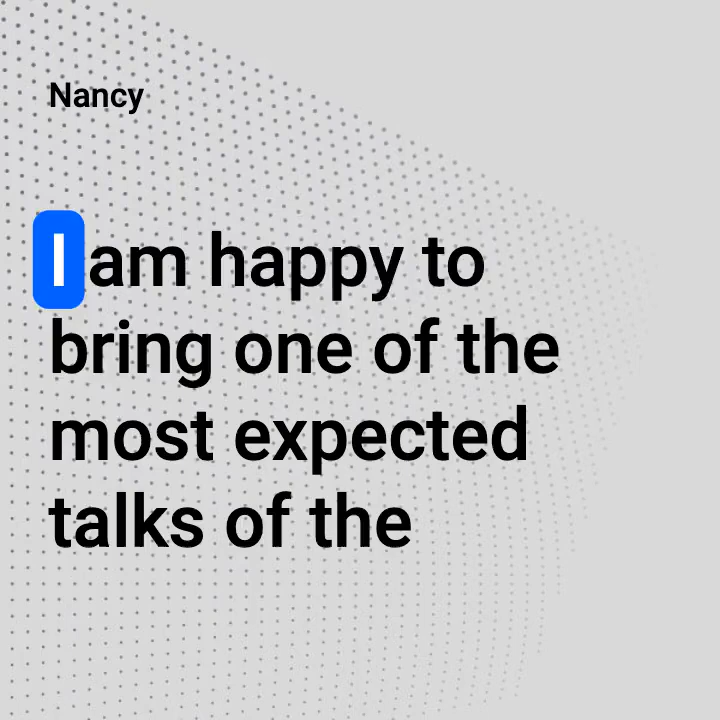 Nancy
I am happy to
bring one of the
most expected
talks of the